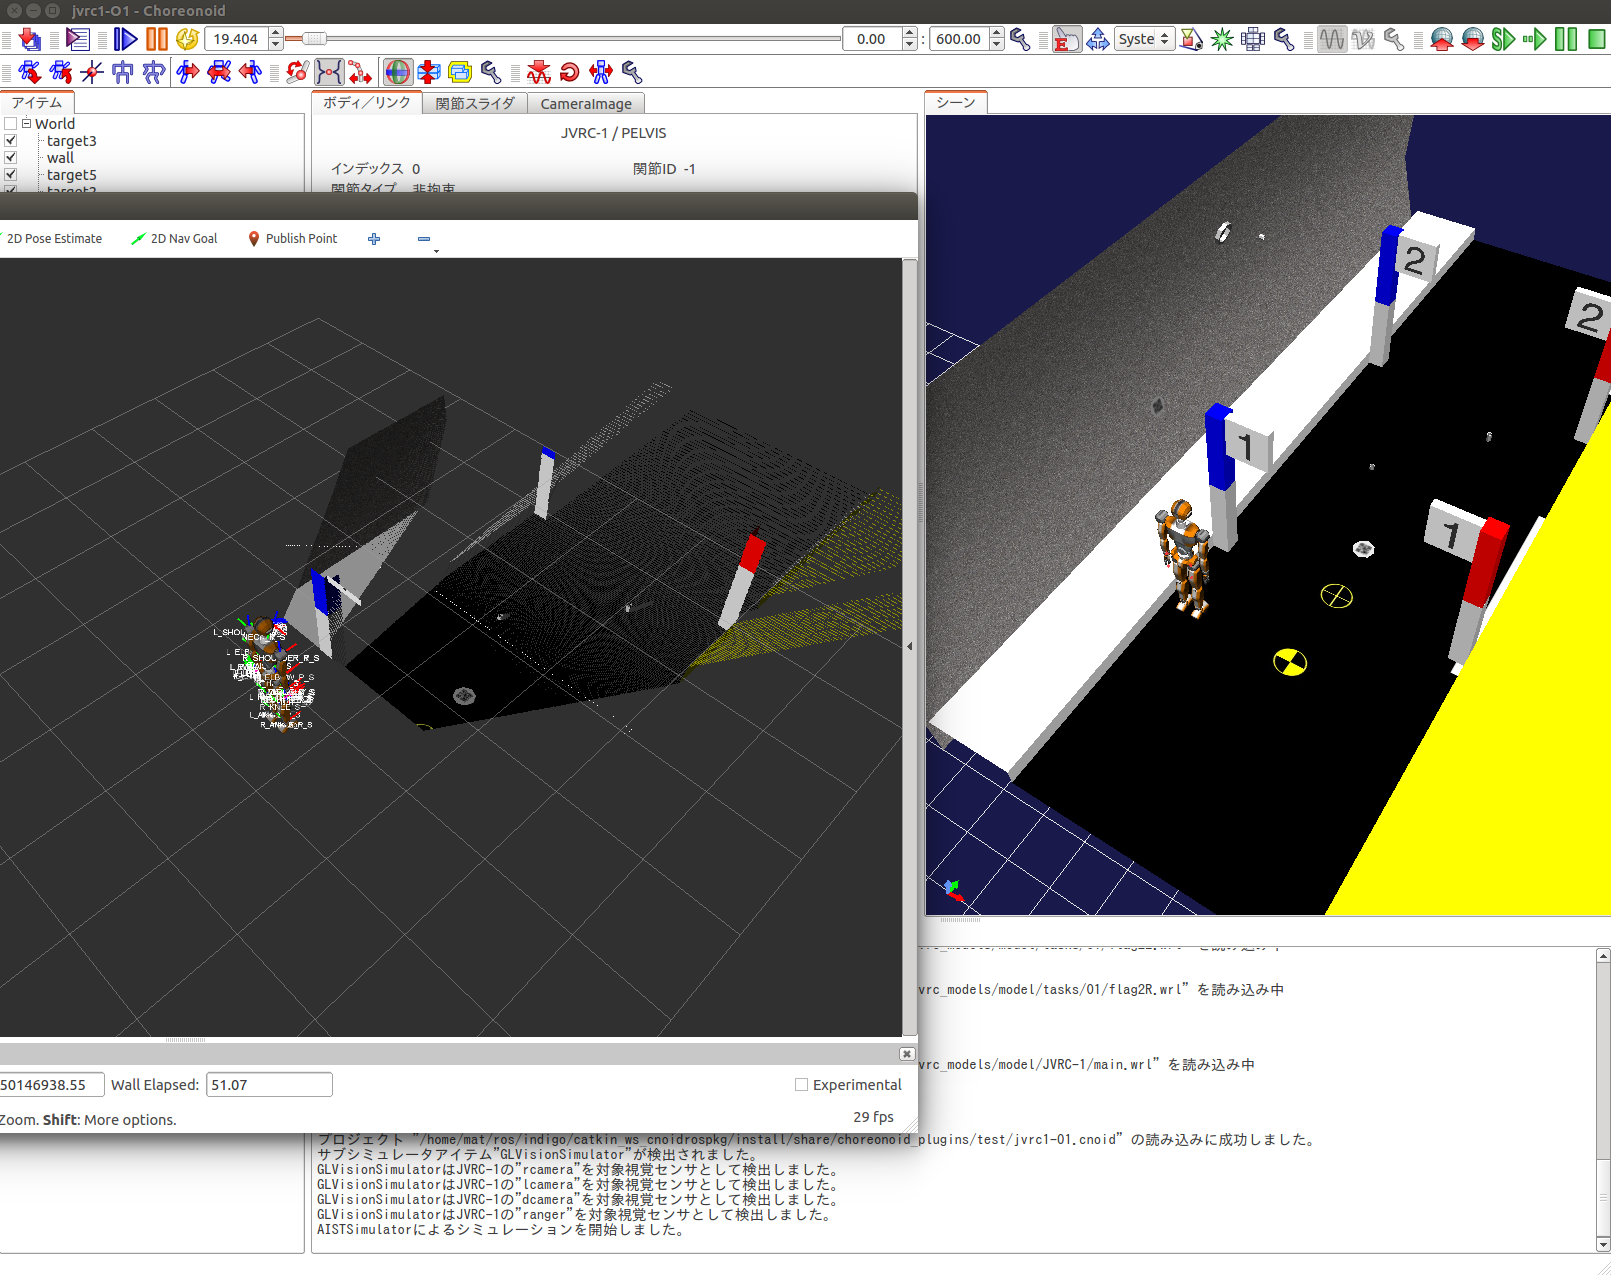 jvrc1-O1 - Choreonoid
19.404
0.00 : 600.00
Syste
アイテム
World
target3
wall
target5
target2
ボディ／リンク
関節スライダ
CameraImage
シーン
JVRC-1 / PELVIS
インデックス 0
関節ID -1
関節タイプ 非拘束
2D Pose Estimate
2D Nav Goal
Publish Point
2
2
1
1
50146938.55
Wall Elapsed: 51.07
Experimental
Zoom. Shift: More options.
29 fps
vrc_models/model/tasks/O1/flag2R.wrl” を読み込み中
vrc_models/model/JVRC-1/main.wrl” を読み込み中
プロジェクト “/home/mat/ros/indigo/catkin_ws_cnoidrospkg/install/share/choreonoid_plugins/test/jvrc1-O1.cnoid” の読み込みに成功しました。
サブシミュレータアイテム”GLVisionSimulator”が検出されました。
GLVisionSimulatorはJVRC-1の”rcamera”を対象視覚センサとして検出しました。
GLVisionSimulatorはJVRC-1の”lcamera”を対象視覚センサとして検出しました。
GLVisionSimulatorはJVRC-1の”dcamera”を対象視覚センサとして検出しました。
GLVisionSimulatorはJVRC-1の”ranger”を対象視覚センサとして検出しました。
AISTSimulatorによるシミュレーションを開始しました。